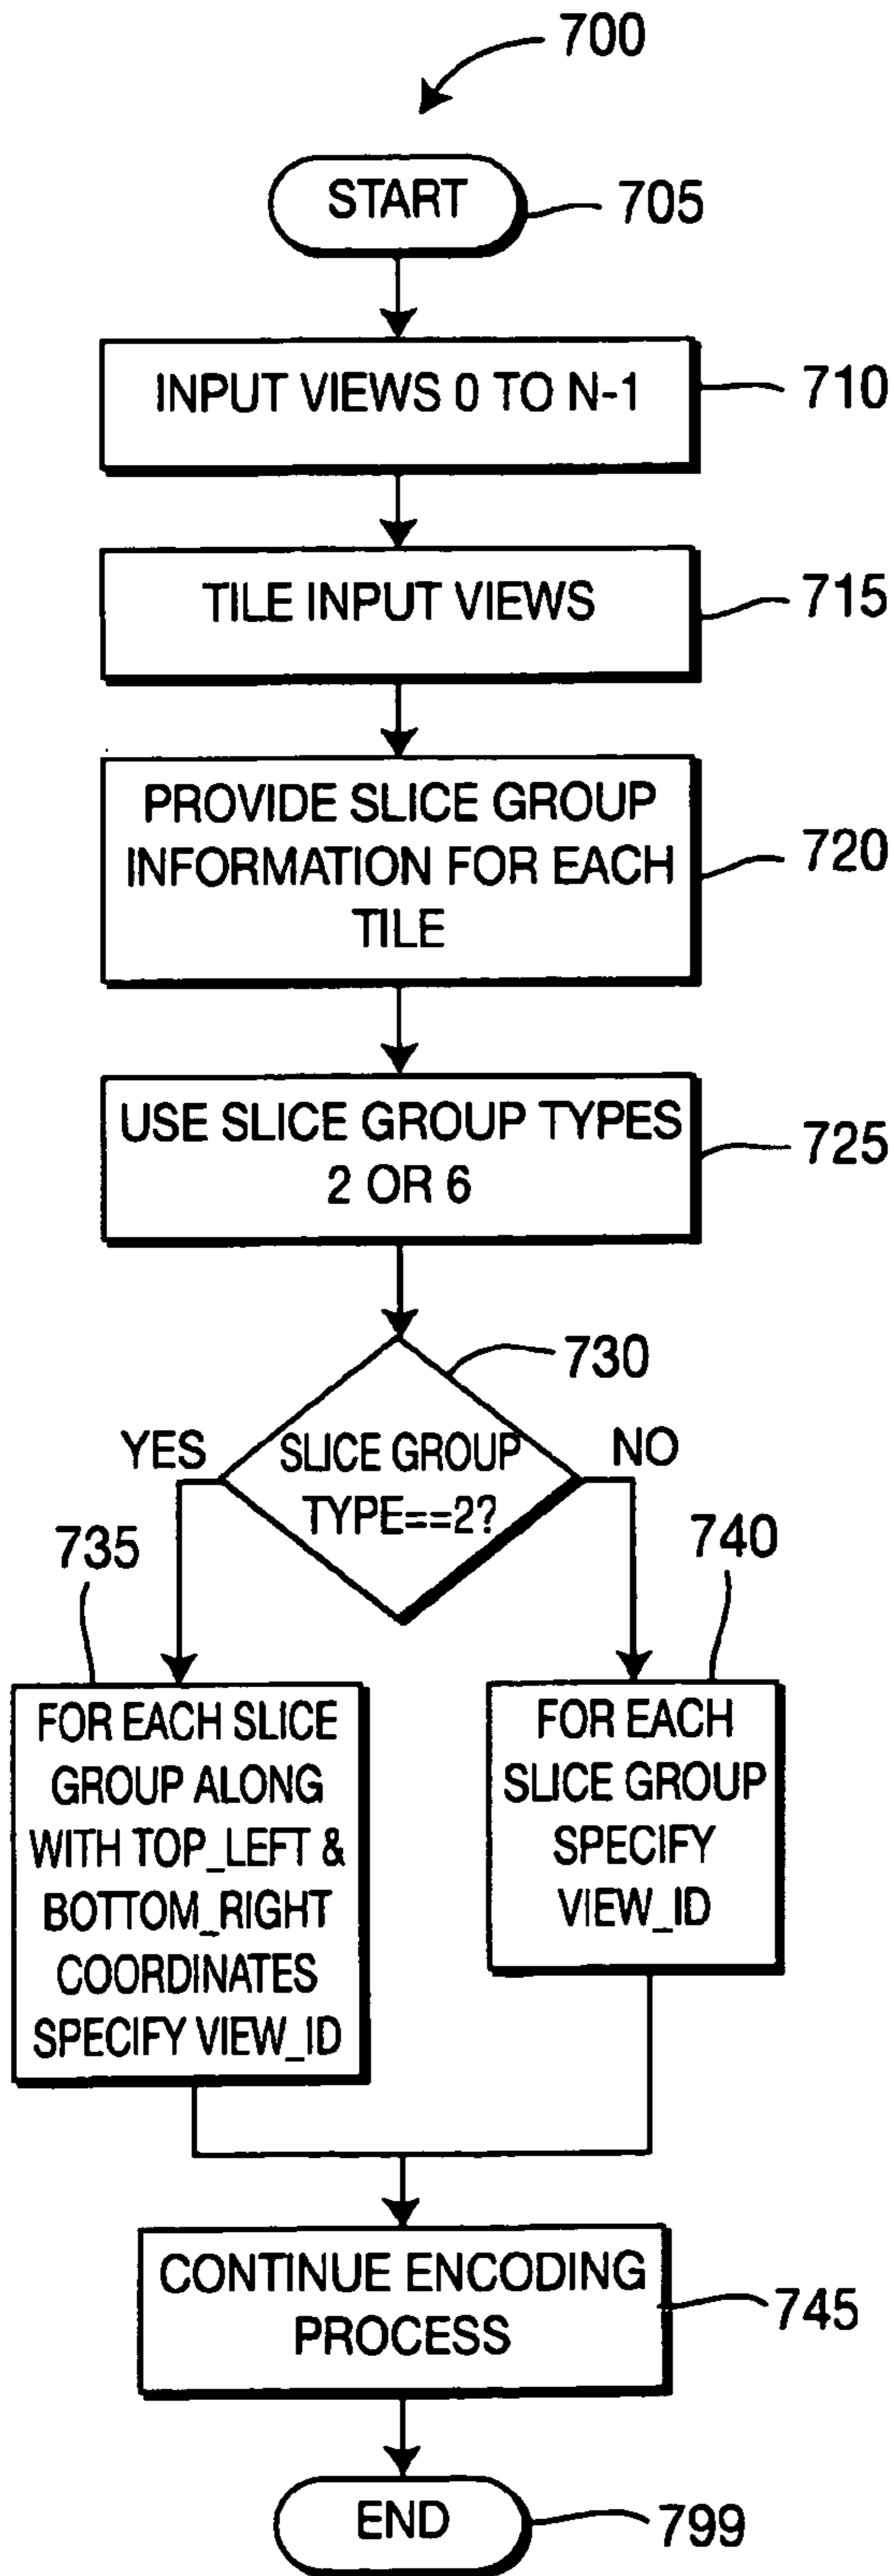 700
START
705
INPUT VIEWS 0 TO N-1
710
TILE INPUT VIEWS
715
PROVIDE SLICE GROUP
INFORMATION FOR EACH
TILE
720
USE SLICE GROUP TYPES
2 OR 6
725
730
SLICE GROUP
TYPE==2?
YES
NO
735
FOR EACH SLICE
GROUP ALONG
WITH TOP_LEFT &
BOTTOM_RIGHT
COORDINATES
SPECIFY VIEW_ID
740
FOR EACH
SLICE GROUP
SPECIFY
VIEW_ID
CONTINUE ENCODING
PROCESS
745
END
799